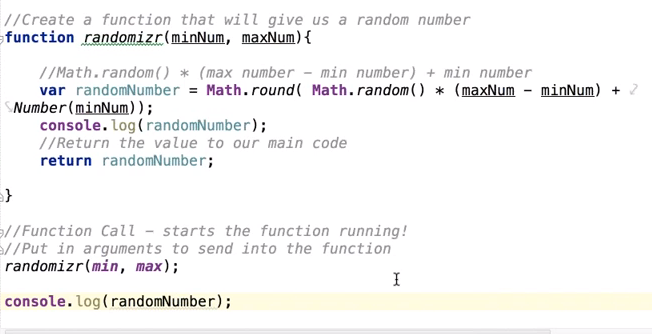 //Create a function that will give us a random number
function randomizr(minNum, maxNum){
//Math.random() * (max number – min number) + min number
var randomNumber = Math.round( Math.random() * (maxNum – minNum) +
Number(minNum));
console.log(randomNumber);
//Return the value to our main code
return randomNumber;
}
//Function Call – starts the function running!
//Put in arguments to send into the function
randomizr(min, max);
console.log(randomNumber);